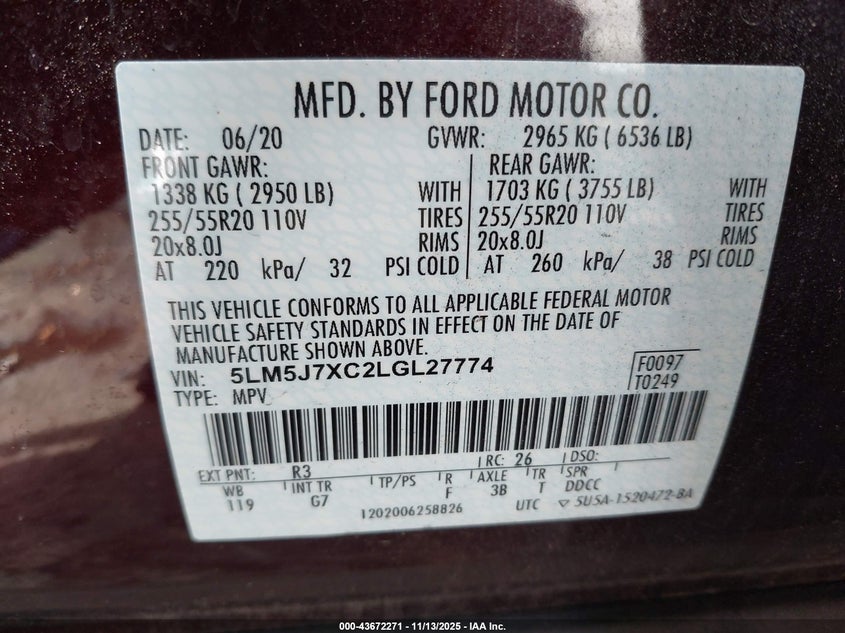 MFD. BY FORD MOTOR CO.
DATE: 06/20 GVWR: 2965 KG ( 6536 LB)
FRONT GAWR: REAR GAWR:
1338 KG ( 2950 LB) WITH 1703 KG ( 3755 LB) WITH
255/55R20 110V TIRES 255/55R20 110V TIRES
20x8.0J RIMS 20x8.0J RIMS
AT 220 kPa/ 32 PSI COLD AT 260 kPa/ 38 PSI COLD
THIS VEHICLE CONFORMS TO ALL APPLICABLE FEDERAL MOTOR
VEHICLE SAFETY STANDARDS IN EFFECT ON THE DATE OF
MANUFACTURE SHOWN ABOVE.
VIN: 5LM5J7XC2LGL27774 F0097
TYPE: MPV T0249
EXT PNT: R3 RC: 26 DSO:
WB INT TR TP/PS R AXLE TR SPR
119 G7 F 3B T DDCC
1202006258826 UTC ▽ 5U5A-1520472-BA
000-43672271 - 11/13/2025 - IAA Inc.